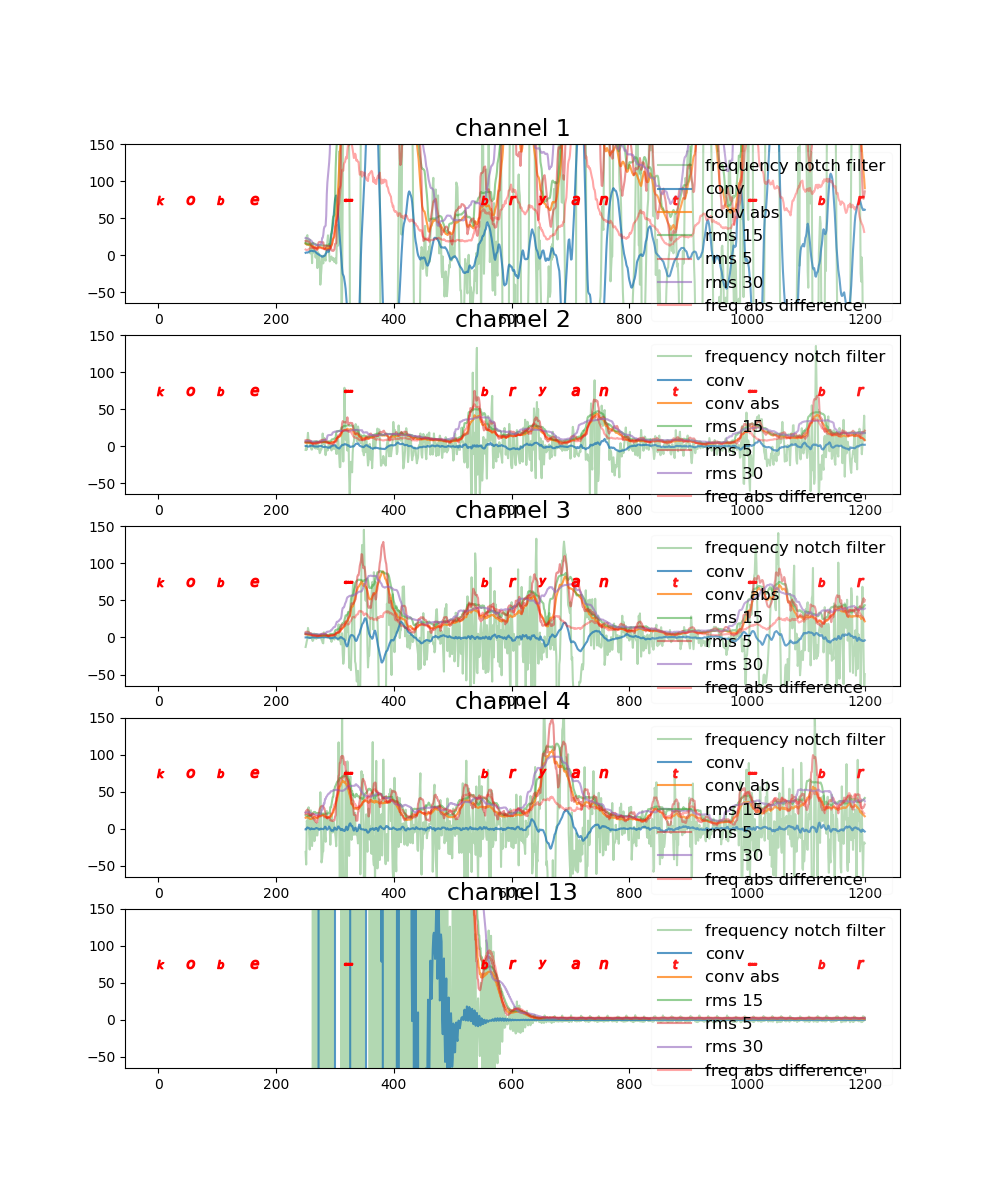 channel 1
150
100
50
0
−50
k o b e – b r y a n t – b r
frequency notch filter
conv
conv abs
rms 15
rms 5
rms 30
freq abs difference
0 200 400 600 800 1000 1200
channel 2
150
100
50
0
−50
k o b e – b r y a n t – b r
frequency notch filter
conv
conv abs
rms 15
rms 5
rms 30
freq abs difference
0 200 400 600 800 1000 1200
channel 3
150
100
50
0
−50
k o b e – b r y a n t – b r
frequency notch filter
conv
conv abs
rms 15
rms 5
rms 30
freq abs difference
0 200 400 600 800 1000 1200
channel 4
150
100
50
0
−50
k o b e – b r y a n t – b r
frequency notch filter
conv
conv abs
rms 15
rms 5
rms 30
freq abs difference
0 200 400 600 800 1000 1200
channel 13
150
100
50
0
−50
k o b e – b r y a n t – b r
frequency notch filter
conv
conv abs
rms 15
rms 5
rms 30
freq abs difference
0 200 400 600 800 1000 1200